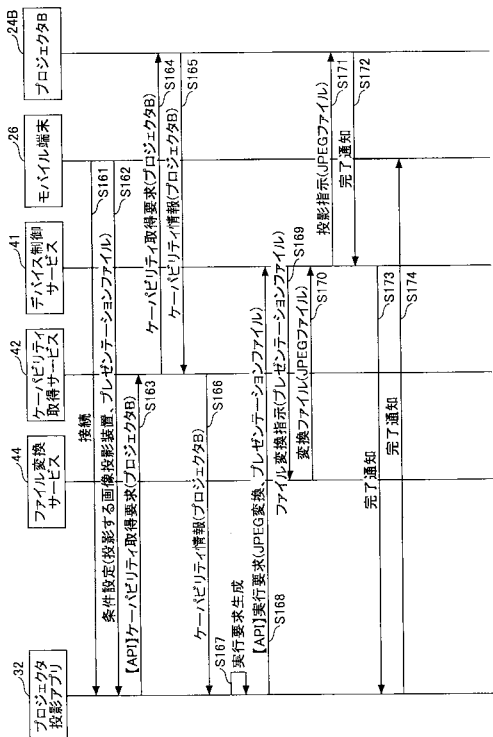 32
プロジェクタ
投影アプリ
44
ファイル変換
サービス
42
ケーパビリティ
取得サービス
41
デバイス制御
サービス
26
モバイル端末
24B
プロジェクタB
接続
S161
条件設定(投影する画像投影装置、プレゼンテーションファイル)
S162
【API】ケーパビリティ取得要求(プロジェクタB)
S163
ケーパビリティ取得要求(プロジェクタB)
S164
ケーパビリティ情報(プロジェクタB)
S165
ケーパビリティ情報(プロジェクタB)
S166
S167
実行要求生成
【API】実行要求(JPEG変換、プレゼンテーションファイル)
S168
ファイル変換指示(プレゼンテーションファイル)
S169
変換ファイル(JPEGファイル)
S170
投影指示(JPEGファイル)
S171
完了通知
S172
完了通知
S173
完了通知
S174